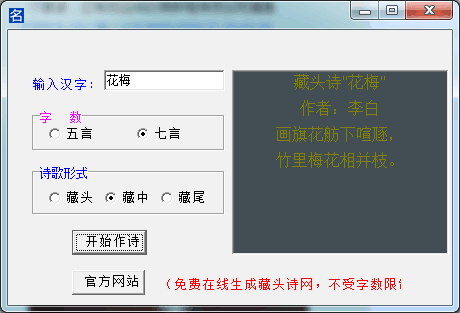 名
输入汉字:
花梅
字 数
五言
七言
诗歌形式
藏头
藏中
藏尾
开始作诗
官方网站
藏头诗"花梅"
作者:李白
画旗花舫下喧豗,
竹里梅花相并枝。
(免费在线生成藏头诗网,不受字数限